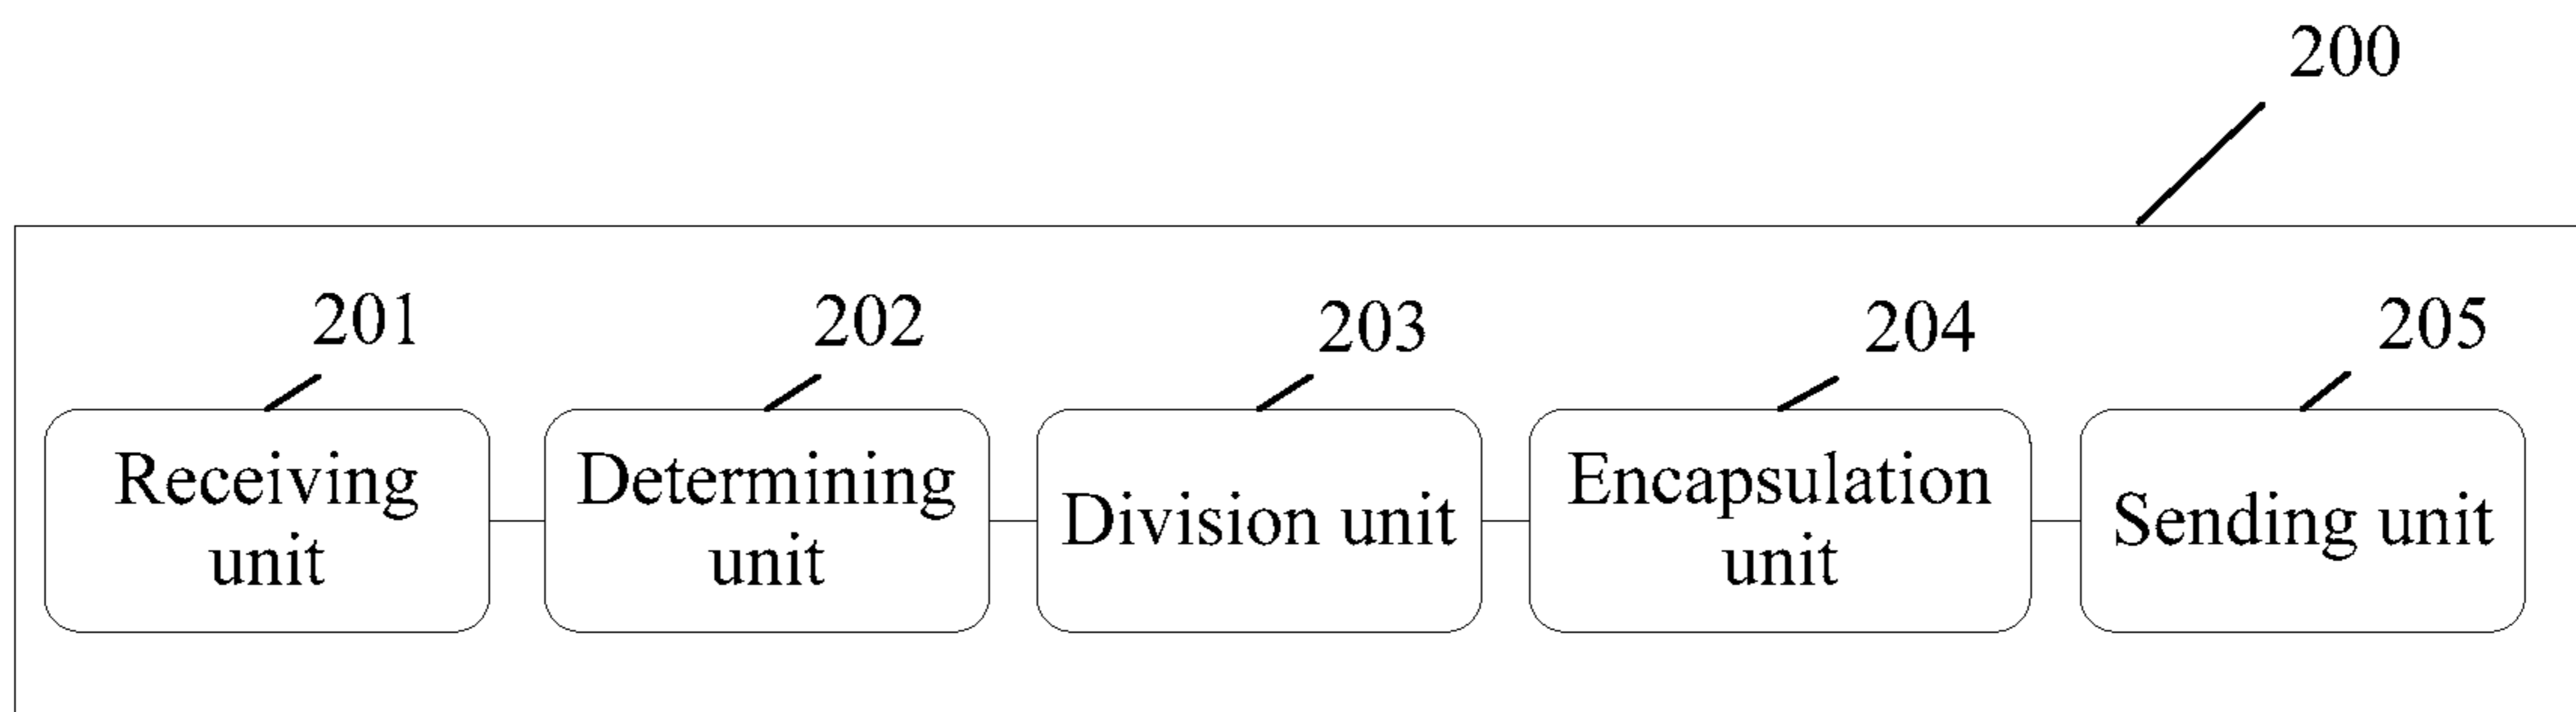 200
201
202
203
204
205
Receiving
unit
Determining
unit
Division unit
Encapsulation
unit
Sending unit